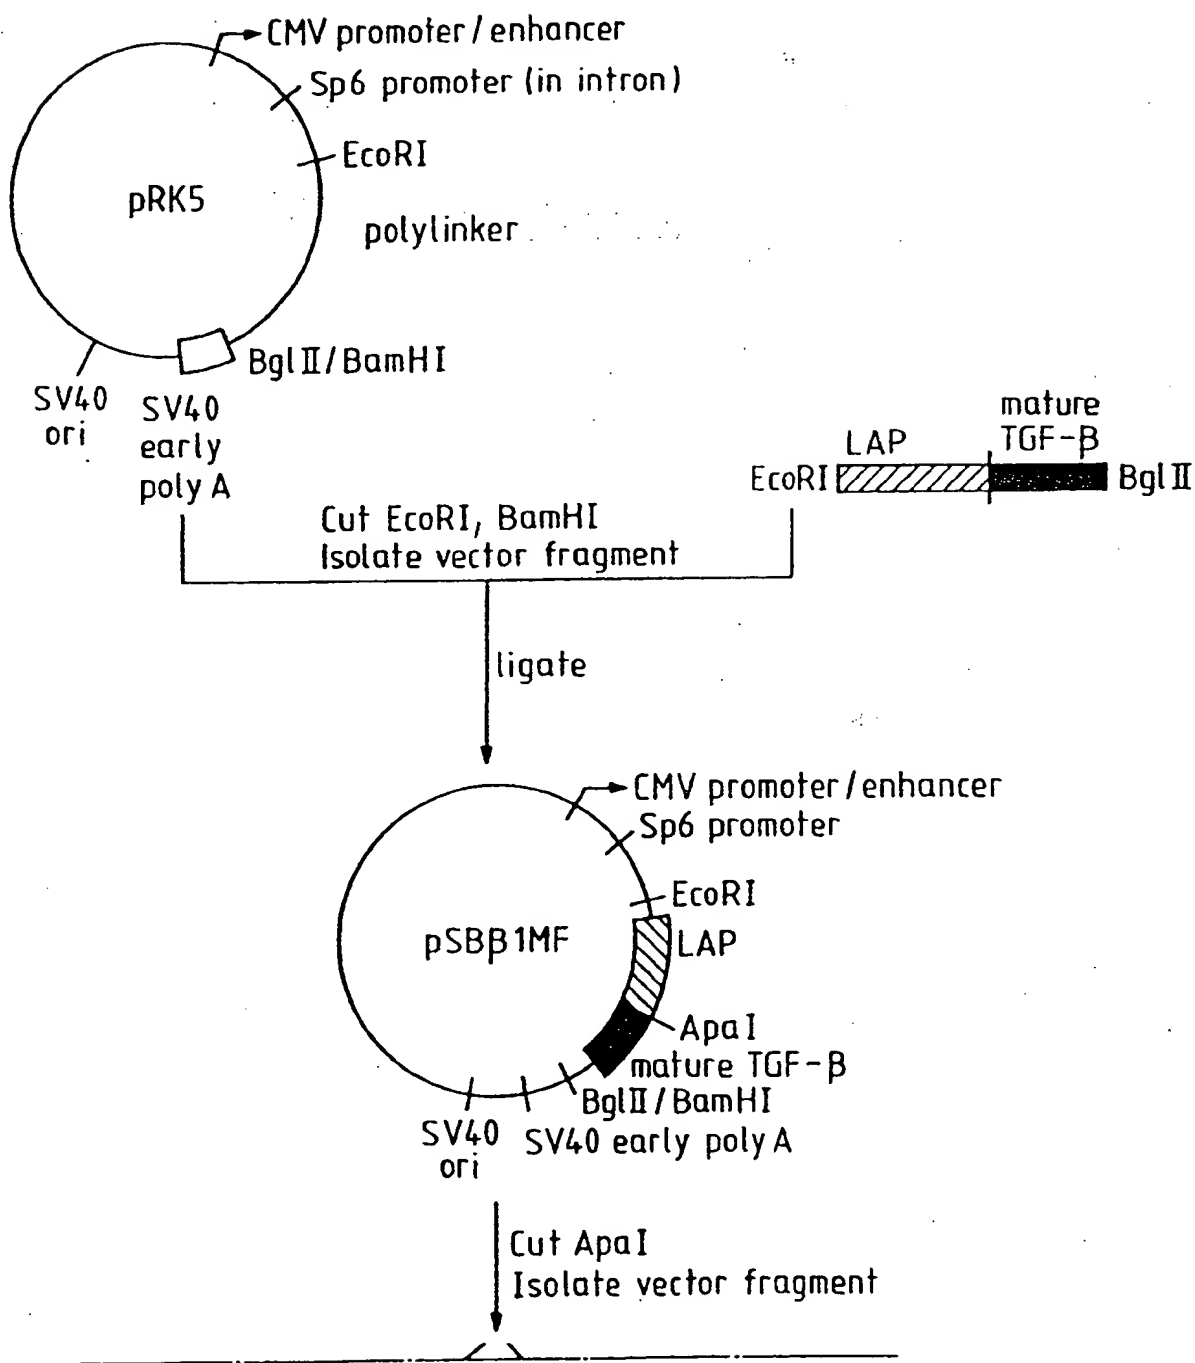 CMV promoter/enhancer
Sp6 promoter (in intron)
EcoRI
pRK5
polylinker
BglII/BamHI
SV40
ori
SV40
early
poly A
mature
TGF-β
LAP
EcoRI
BglII
Cut EcoRI, BamHI
Isolate vector fragment
ligate
CMV promoter/enhancer
Sp6 promoter
EcoRI
pSBβ1MF
LAP
ApaI
mature TGF-β
BglII/BamHI
SV40
ori
SV40 early poly A
Cut ApaI
Isolate vector fragment